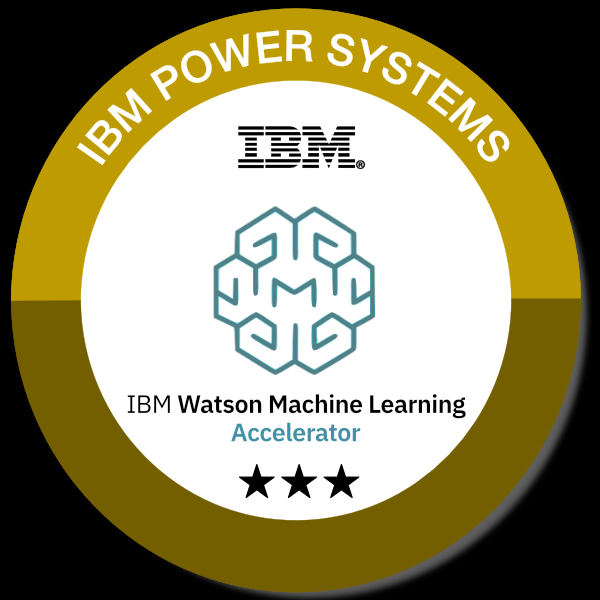 IBM POWER SYSTEMS
IBM®
IBM Watson Machine Learning
Accelerator